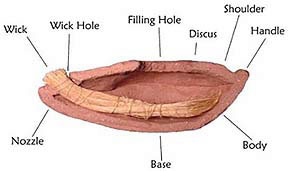 Shoulder
Wick
Wick Hole
Filling Hole
Discus
Handle
Nozzle
Base
Body